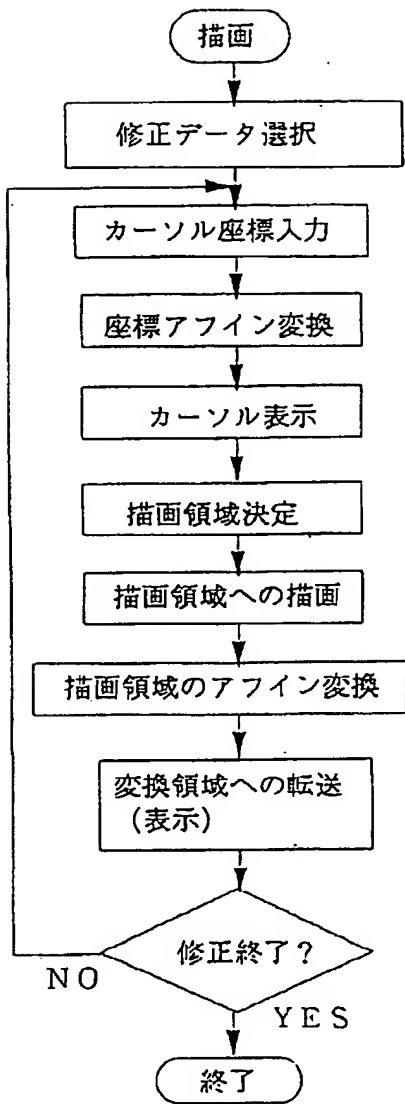 描画
修正データ選択
カーソル座標入力
座標アフイン変換
カーソル表示
描画領域決定
描画領域への描画
描画領域のアフイン変換
変換領域への転送
(表示)
修正終了?
NO
YES
終了